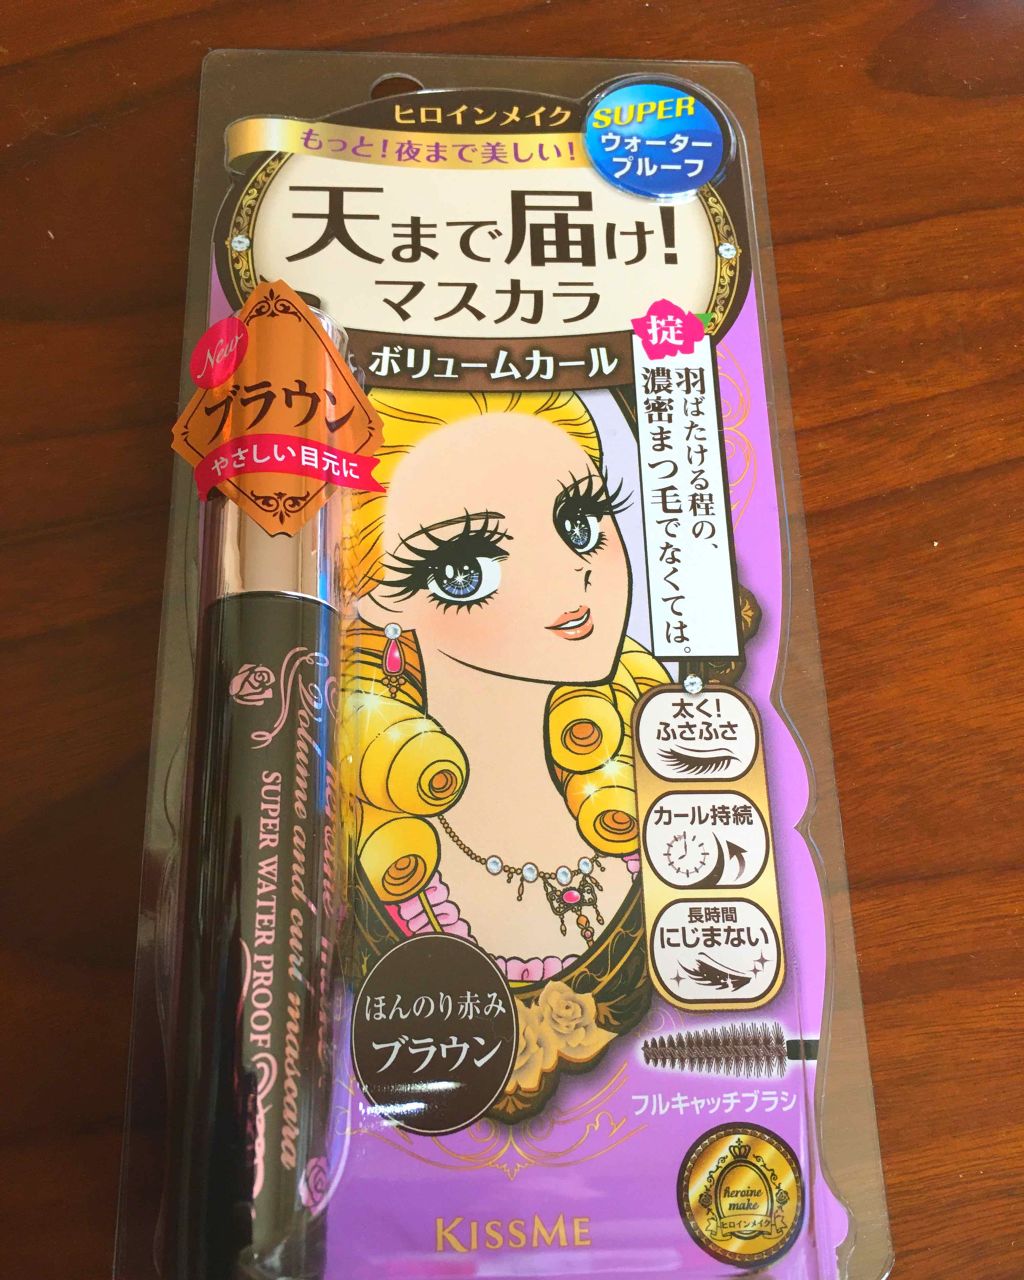 ヒロインメイク
もっと!夜まで美しい!
SUPER
ウォーター
プルーフ
天まで届け!
マスカラ
ボリュームカール
New
ブラウン
やさしい目元に
掟
羽ばたける程の、
濃密まつ毛でなくては。
太く!
ふさふさ
カール持続
長時間
にじまない
Volume and curl mascara
SUPER WATER PROOF
ほんのり赤み
ブラウン
フルキャッチブラシ
heroine
make
ヒロインメイク
KISSME